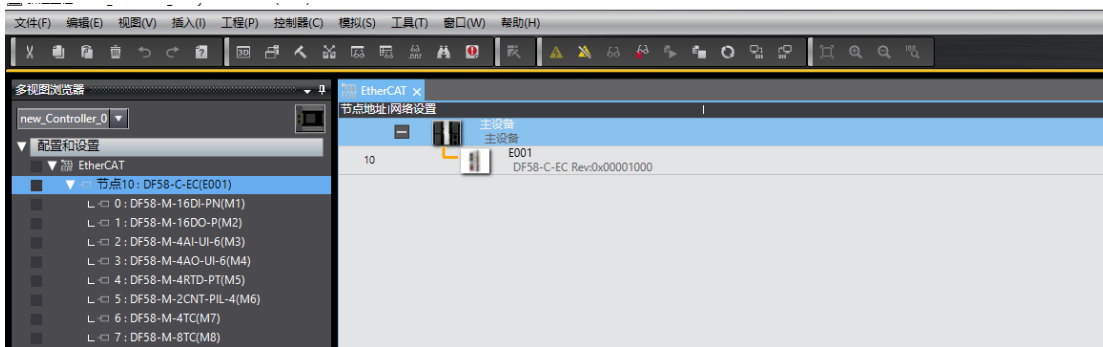 文件(F) 编辑(E) 视图(V) 插入(I) 工程(P) 控制器(C) 模拟(S) 工具(T) 窗口(W) 帮助(H)
多视图浏览器
new_Controller_0
配置和设置
EtherCAT
节点10 : DF58-C-EC(E001)
0 : DF58-M-16DI-PN(M1)
1 : DF58-M-16DO-P(M2)
2 : DF58-M-4AI-UI-6(M3)
3 : DF58-M-4AO-UI-6(M4)
4 : DF58-M-4RTD-PT(M5)
5 : DF58-M-2CNT-PIL-4(M6)
6 : DF58-M-4TC(M7)
7 : DF58-M-8TC(M8)
EtherCAT
节点地址|网络设置
主设备
主设备
10
E001
DF58-C-EC Rev:0x00001000